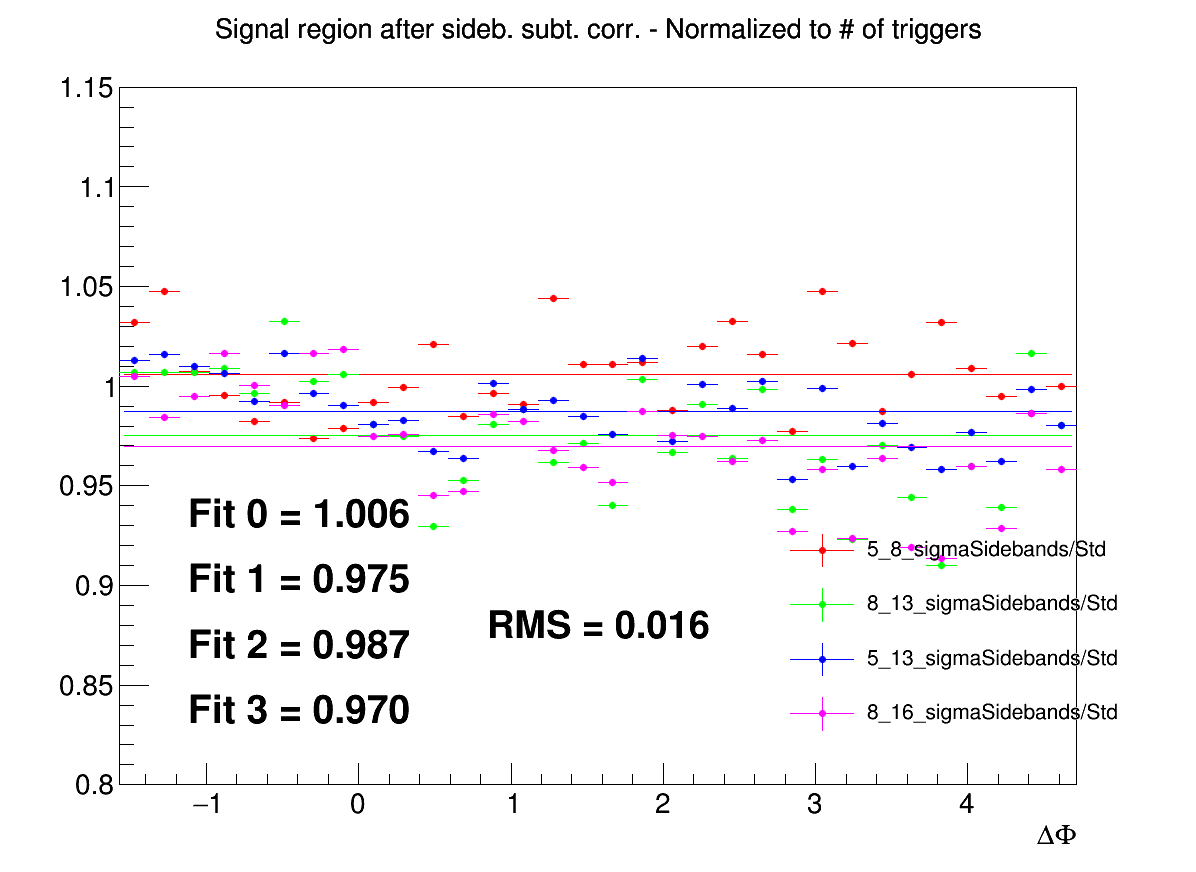 Signal region after sideb. subt. corr. - Normalized to # of triggers
1.15
1.1
1.05
1
0.95
0.9
0.85
0.8
Fit 0 = 1.006
Fit 1 = 0.975
Fit 2 = 0.987
Fit 3 = 0.970
RMS = 0.016
5_8_sigmaSidebands/Std
8_13_sigmaSidebands/Std
5_13_sigmaSidebands/Std
8_16_sigmaSidebands/Std
−1 0 1 2 3 4
ΔΦ